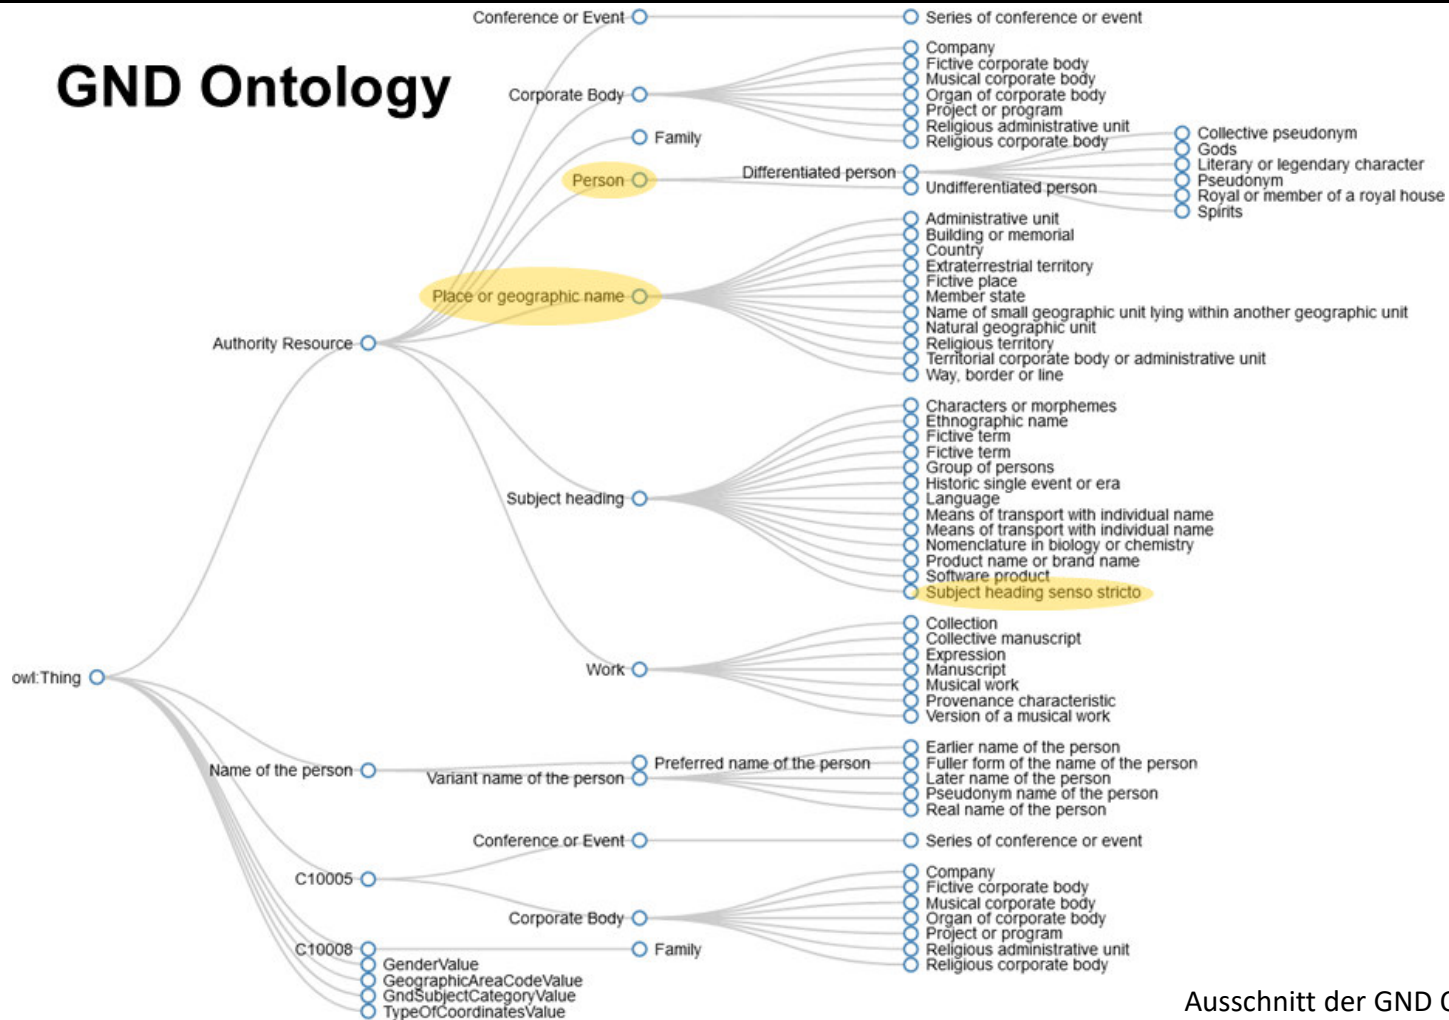 GND Ontology
owl:Thing
Authority Resource
Conference or Event
Series of conference or event
Corporate Body
Company
Fictive corporate body
Musical corporate body
Organ of corporate body
Project or program
Religious administrative unit
Religious corporate body
Family
Person
Differentiated person
Collective pseudonym
Gods
Literary or legendary character
Pseudonym
Royal or member of a royal house
Spirits
Undifferentiated person
Place or geographic name
Administrative unit
Building or memorial
Country
Extraterrestrial territory
Fictive place
Member state
Name of small geographic unit lying within another geographic unit
Natural geographic unit
Religious territory
Territorial corporate body or administrative unit
Way, border or line
Subject heading
Characters or morphemes
Ethnographic name
Fictive term
Fictive term
Group of persons
Historic single event or era
Language
Means of transport with individual name
Means of transport with individual name
Nomenclature in biology or chemistry
Product name or brand name
Software product
Subject heading senso stricto
Work
Collection
Collective manuscript
Expression
Manuscript
Musical work
Provenance characteristic
Version of a musical work
Name of the person
Preferred name of the person
Variant name of the person
Earlier name of the person
Fuller form of the name of the person
Later name of the person
Pseudonym name of the person
Real name of the person
C10005
Conference or Event
Series of conference or event
Corporate Body
Company
Fictive corporate body
Musical corporate body
Organ of corporate body
Project or program
Religious administrative unit
Religious corporate body
C10008
Family
GenderValue
GeographicAreaCodeValue
GndSubjectCategoryValue
TypeOfCoordinatesValue
Ausschnitt der GND